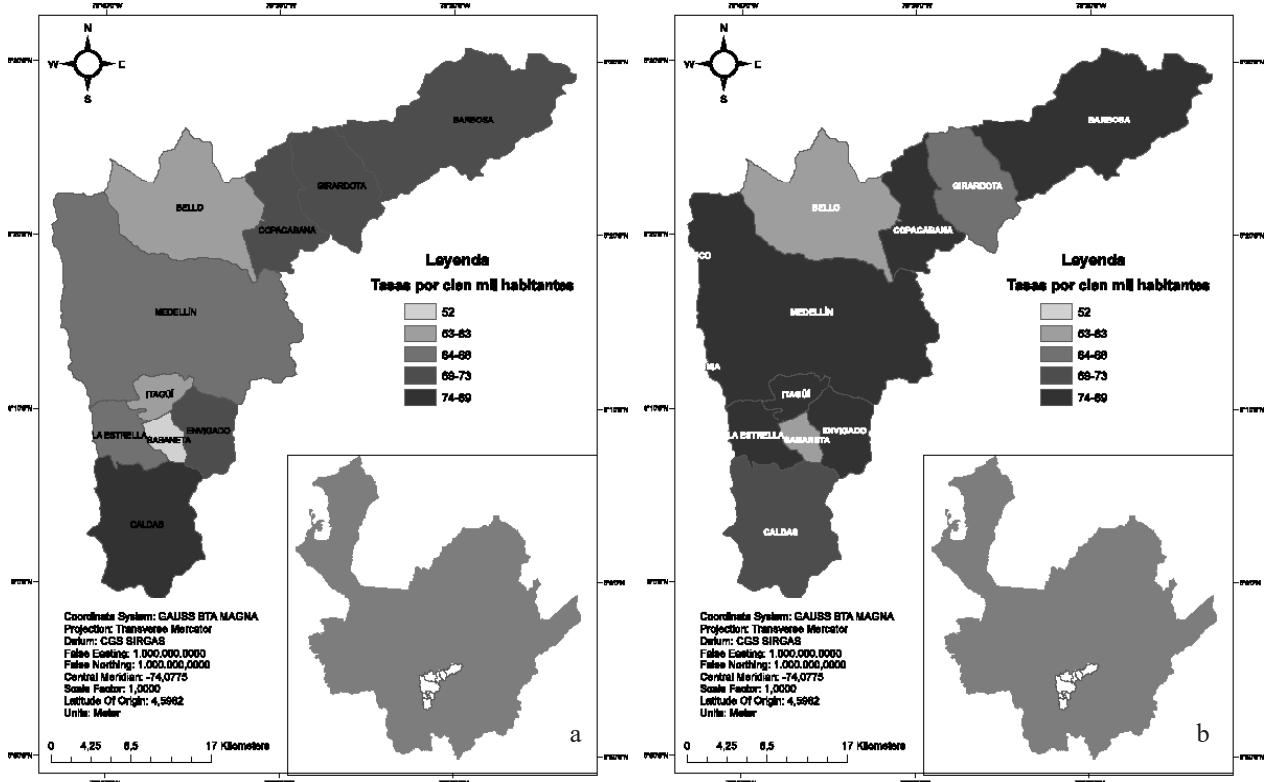 N
W E
S
BARBOSA
GIRARDOTA
BELLO
COPACABANA
Leyenda
Tasas por cien mil habitantes
52
53-63
64-68
69-73
74-89
MEDELLÍN
ITAGÜÍ
LA ESTRELLA
SABANETA
ENVIGADO
CALDAS
Coordinate System: GAUSS BTA MAGNA
Projection: Transverse Mercator
Datum: CGS SIRGAS
False Easting: 1.000.000,0000
False Northing: 1.000.000,0000
Central Meridian: -74,0775
Scale Factor: 1,0000
Latitude Of Origin: 4,5962
Units: Meter
0 4,25 8,5 17 Kilometers
a
N
W E
S
BARBOSA
GIRARDOTA
BELLO
COPACABANA
CO
Leyenda
Tasas por cien mil habitantes
52
53-63
64-68
69-73
74-89
MEDELLÍN
MA
ITAGÜÍ
LA ESTRELLA
SABANETA
ENVIGADO
CALDAS
Coordinate System: GAUSS BTA MAGNA
Projection: Transverse Mercator
Datum: CGS SIRGAS
False Easting: 1.000.000,0000
False Northing: 1.000.000,0000
Central Meridian: -74,0775
Scale Factor: 1,0000
Latitude Of Origin: 4,5962
Units: Meter
0 4,25 8,5 17 Kilometers
b